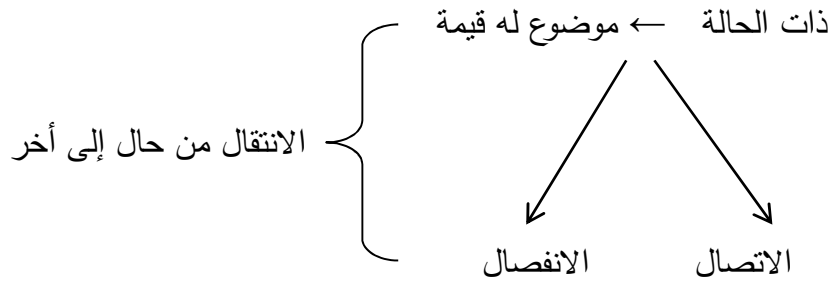 ذات الحالة ← موضوع له قيمة
الانتقال من حال إلى أخر
الاتصال
الانفصال